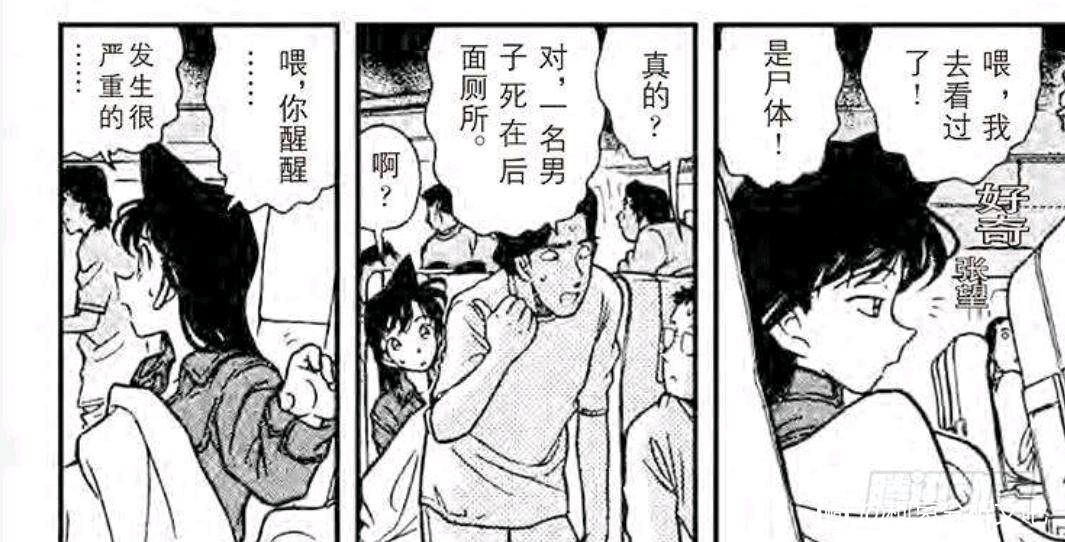 喂，我
去看过
了！
是尸体！
好奇
张望
真的？
对，一名男
子死在后
面厕所。
啊？
喂，你醒醒
……
发生很
严重的
……